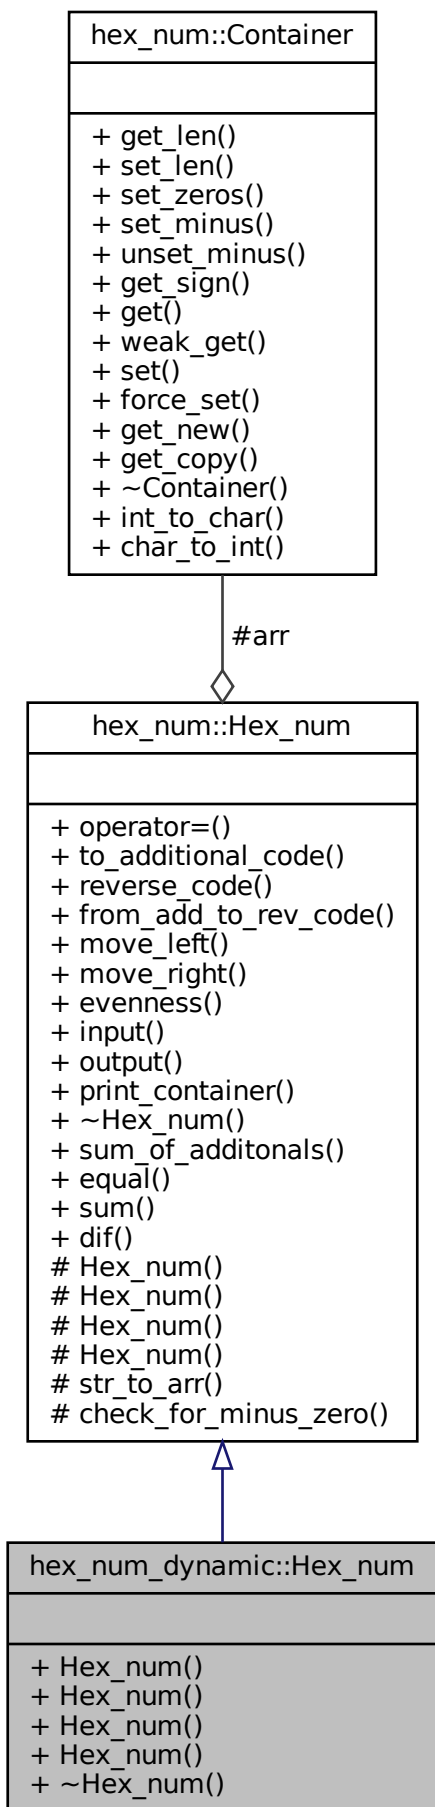 hex_num::Container
+ get_len()
+ set_len()
+ set_zeros()
+ set_minus()
+ unset_minus()
+ get_sign()
+ get()
+ weak_get()
+ set()
+ force_set()
+ get_new()
+ get_copy()
+ ~Container()
+ int_to_char()
+ char_to_int()
#arr
hex_num::Hex_num
+ operator=()
+ to_additional_code()
+ reverse_code()
+ from_add_to_rev_code()
+ move_left()
+ move_right()
+ evenness()
+ input()
+ output()
+ print_container()
+ ~Hex_num()
+ sum_of_additonals()
+ equal()
+ sum()
+ dif()
# Hex_num()
# Hex_num()
# Hex_num()
# Hex_num()
# str_to_arr()
# check_for_minus_zero()
hex_num_dynamic::Hex_num
+ Hex_num()
+ Hex_num()
+ Hex_num()
+ Hex_num()
+ ~Hex_num()